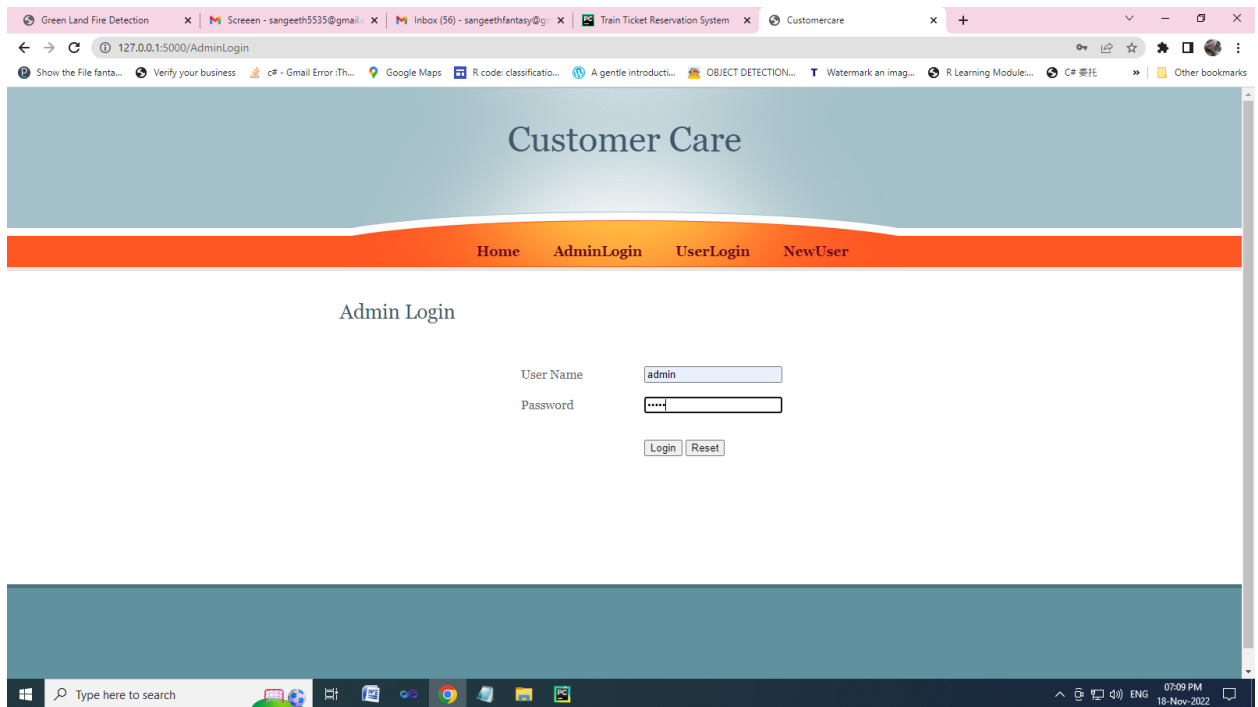 Green Land Fire Detection
Screeen - sangeeth5535@gmail.c
Inbox (56) - sangeethfantasy@gm
Train Ticket Reservation System
Customercare
127.0.0.1:5000/AdminLogin
Show the File fanta... Verify your business c# - Gmail Error :Th... Google Maps R code: classificatio... A gentle introducti... OBJECT DETECTION... Watermark an imag... R Learning Module:... C# 委托 » Other bookmarks
Customer Care
Home AdminLogin UserLogin NewUser
Admin Login
User Name admin
Password •••••
Login Reset
Type here to search
ENG
07:09 PM
18-Nov-2022